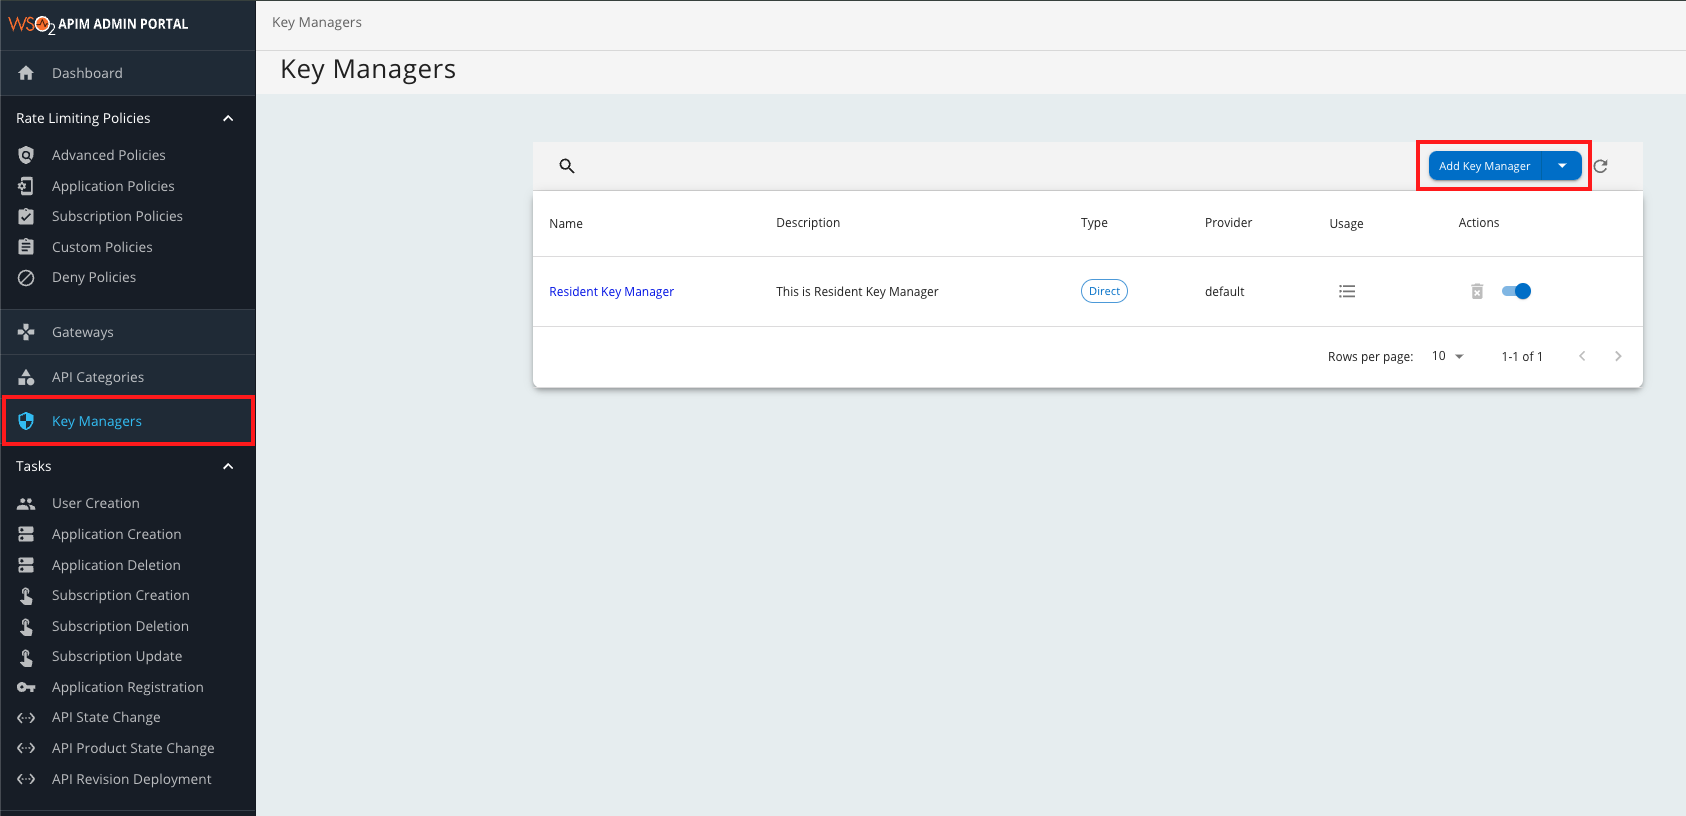 WSO2 APIM ADMIN PORTAL
Key Managers
Dashboard
Key Managers
Rate Limiting Policies
Advanced Policies
Application Policies
Subscription Policies
Custom Policies
Deny Policies
Gateways
API Categories
Key Managers
Tasks
User Creation
Application Creation
Application Deletion
Subscription Creation
Subscription Deletion
Subscription Update
Application Registration
API State Change
API Product State Change
API Revision Deployment
Add Key Manager
Name Description Type Provider Usage Actions
Resident Key Manager This is Resident Key Manager Direct default
Rows per page: 10 1-1 of 1